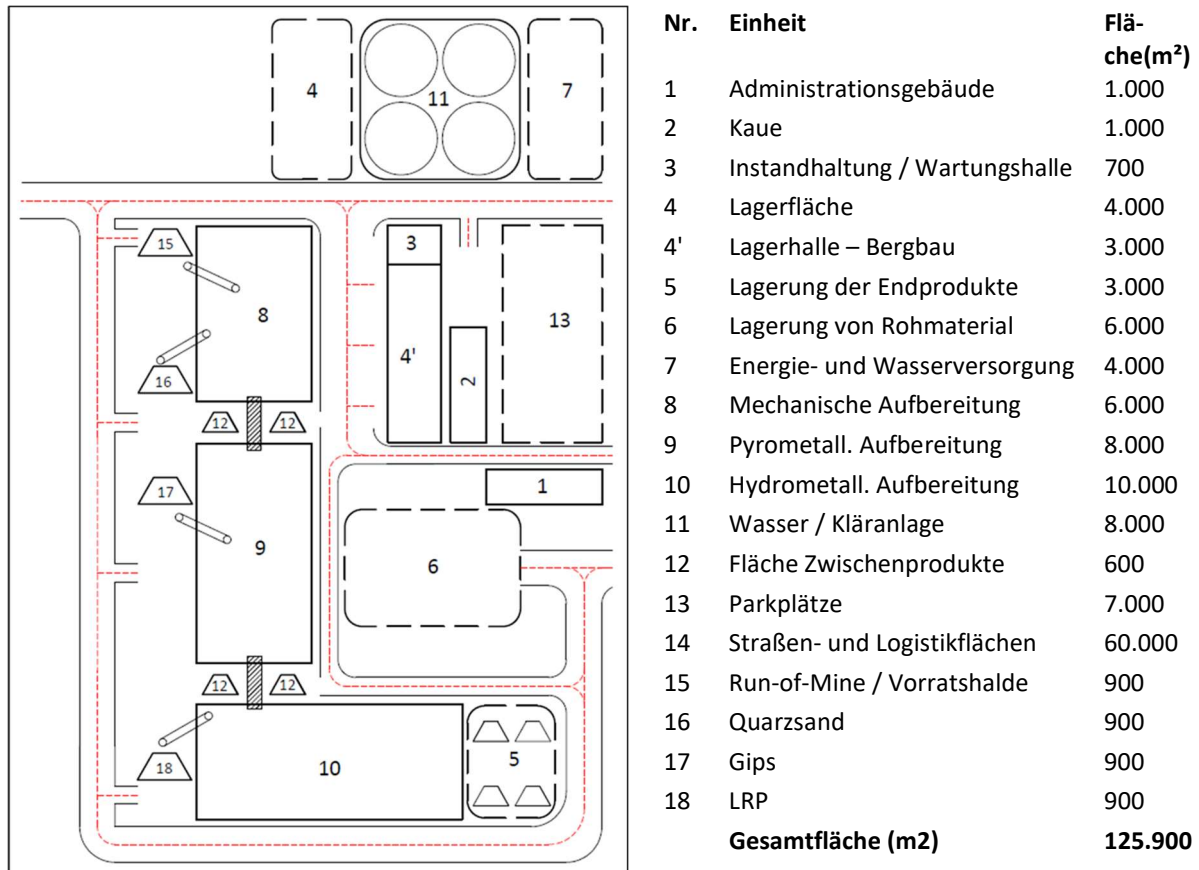 Nr. Einheit Flä-
che(m²)
1 Administrationsgebäude 1.000
2 Kaue 1.000
3 Instandhaltung / Wartungshalle 700
4 Lagerfläche 4.000
4' Lagerhalle – Bergbau 3.000
5 Lagerung der Endprodukte 3.000
6 Lagerung von Rohmaterial 6.000
7 Energie- und Wasserversorgung 4.000
8 Mechanische Aufbereitung 6.000
9 Pyrometall. Aufbereitung 8.000
10 Hydrometall. Aufbereitung 10.000
11 Wasser / Kläranlage 8.000
12 Fläche Zwischenprodukte 600
13 Parkplätze 7.000
14 Straßen- und Logistikflächen 60.000
15 Run-of-Mine / Vorratshalde 900
16 Quarzsand 900
17 Gips 900
18 LRP 900
Gesamtfläche (m2) 125.900
4
11
7
15
3
8
13
4'
2
16
12
12
17
1
9
6
12
12
18
10
5